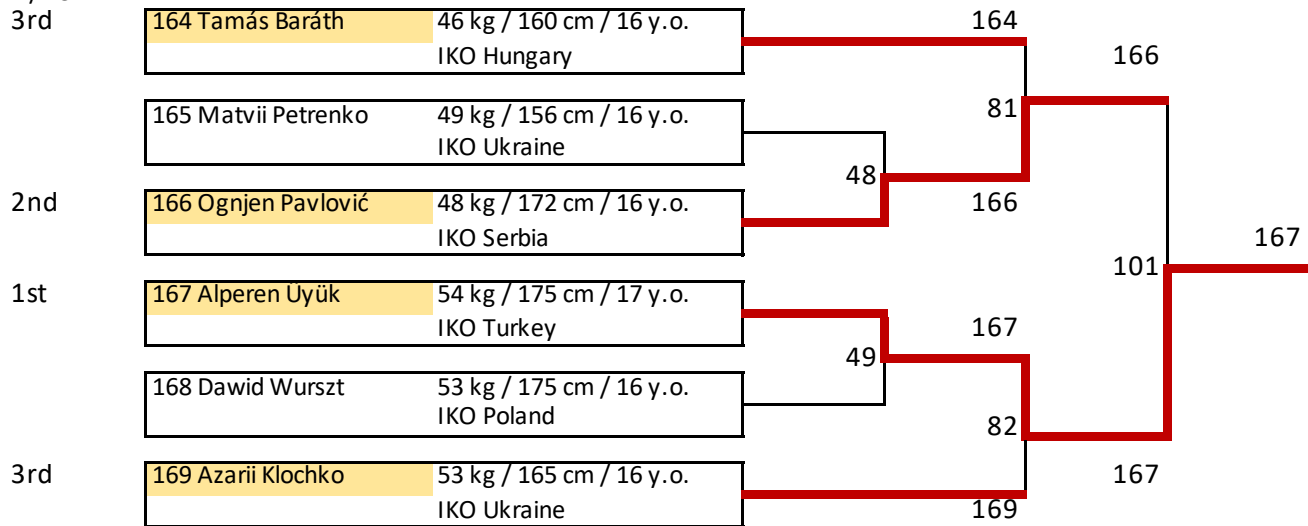 3rd
164 Tamás Baráth 46 kg / 160 cm / 16 y.o.
IKO Hungary
164
166
165 Matvii Petrenko 49 kg / 156 cm / 16 y.o.
IKO Ukraine
81
48
2nd
166 Ognjen Pavlović 48 kg / 172 cm / 16 y.o.
IKO Serbia
166
167
101
1st
167 Alperen Üyük 54 kg / 175 cm / 17 y.o.
IKO Turkey
167
49
168 Dawid Wurszt 53 kg / 175 cm / 16 y.o.
IKO Poland
82
3rd
169 Azarii Klochko 53 kg / 165 cm / 16 y.o.
IKO Ukraine
167
169